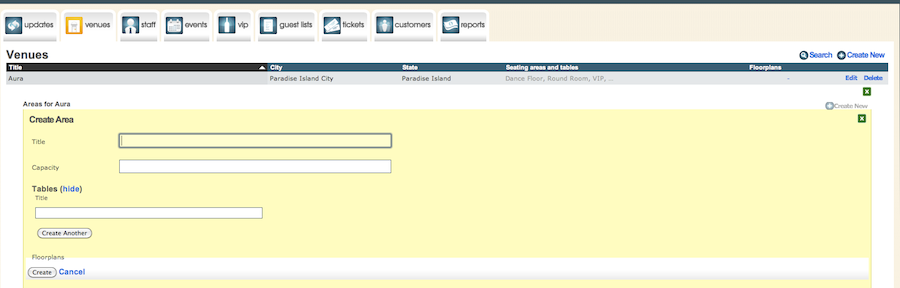 updates venues staff events vip guest lists tickets customers reports
Venues Search Create New
Title City State Seating areas and tables Floorplans
Aura Paradise Island City Paradise Island Dance Floor, Round Room, VIP, ... - Edit Delete
X
Areas for Aura Create New
Create Area X
Title
Capacity
Tables (hide)
Title
Create Another
Floorplans
Create Cancel